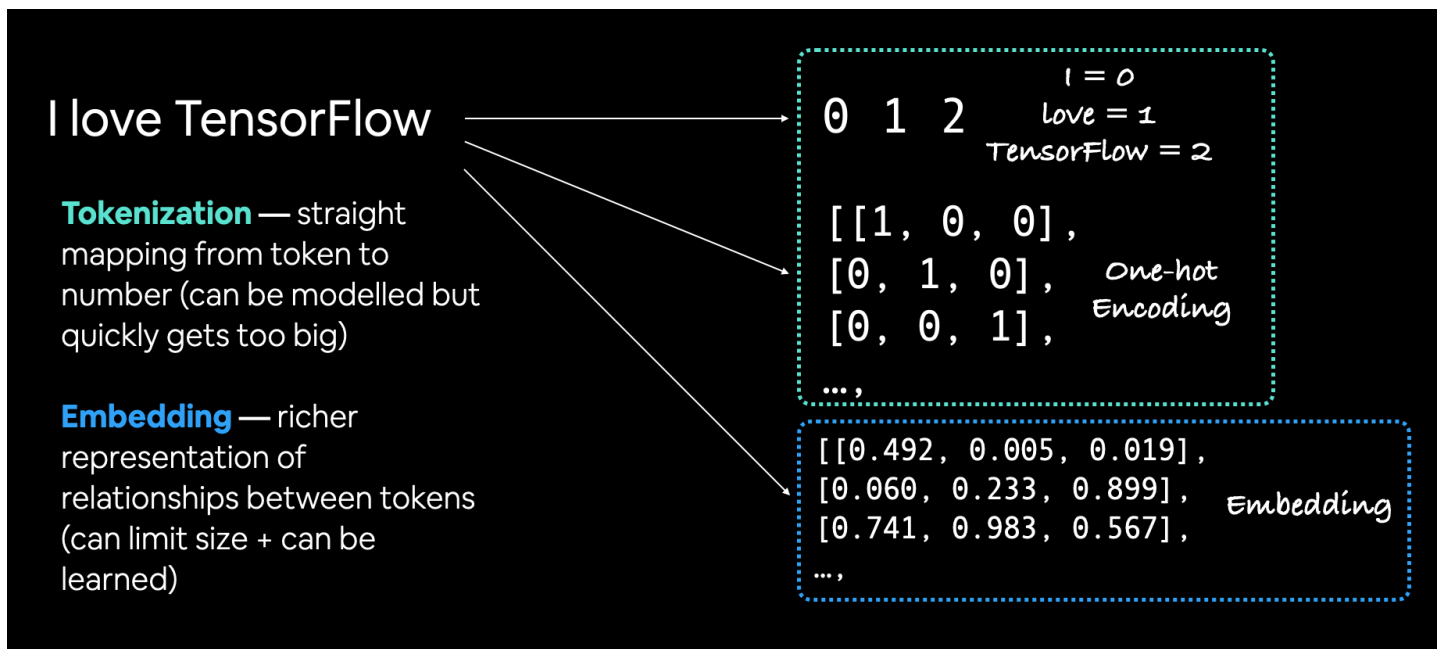 I love TensorFlow
Tokenization — straight
mapping from token to
number (can be modelled but
quickly gets too big)
Embedding — richer
representation of
relationships between tokens
(can limit size + can be
learned)
0 1 2
I = 0
love = 1
TensorFlow = 2
[[1, 0, 0],
[0, 1, 0],
[0, 0, 1],
…,
One-hot
Encoding
[[0.492, 0.005, 0.019],
[0.060, 0.233, 0.899],
[0.741, 0.983, 0.567],
…,
Embedding